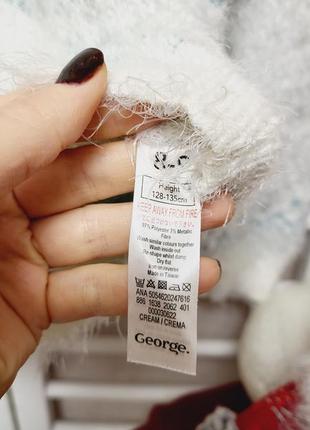 8-9
Height
128-135cm
KEEP AWAY FROM FIRE
97% Polyester 3% Metallic
Fibre
Wash similar colours together
Wash inside out
Re-shape whilst damp
Dry flat
Iron on reverse
Made in Taiwan
ANA 5054620247616
886 1638 2062 401
000030622
CREAM / CREMA
George.